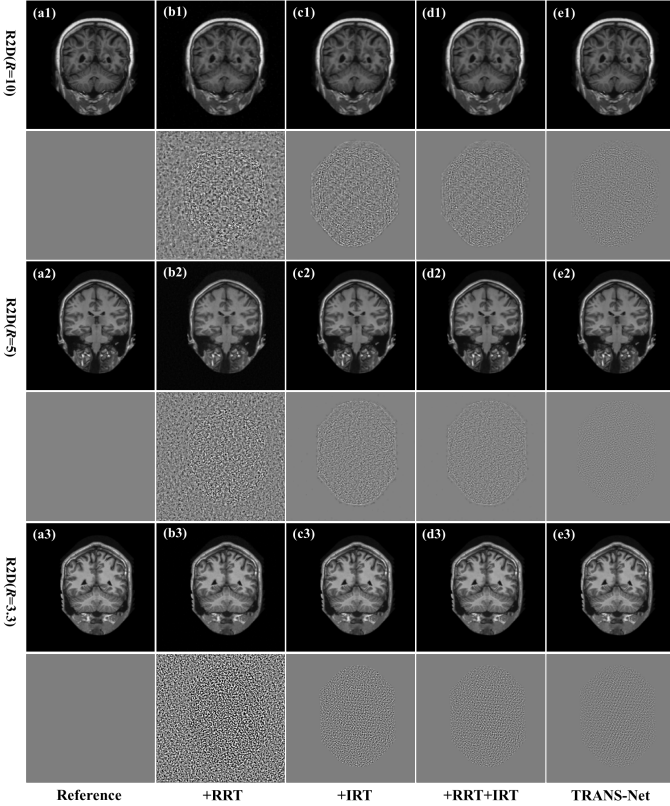 (a1) (b1) (c1) (d1) (e1)
R2D(R=10)
(a2) (b2) (c2) (d2) (e2)
R2D(R=5)
(a3) (b3) (c3) (d3) (e3)
R2D(R=3.3)
Reference +RRT +IRT +RRT+IRT TRANS-Net